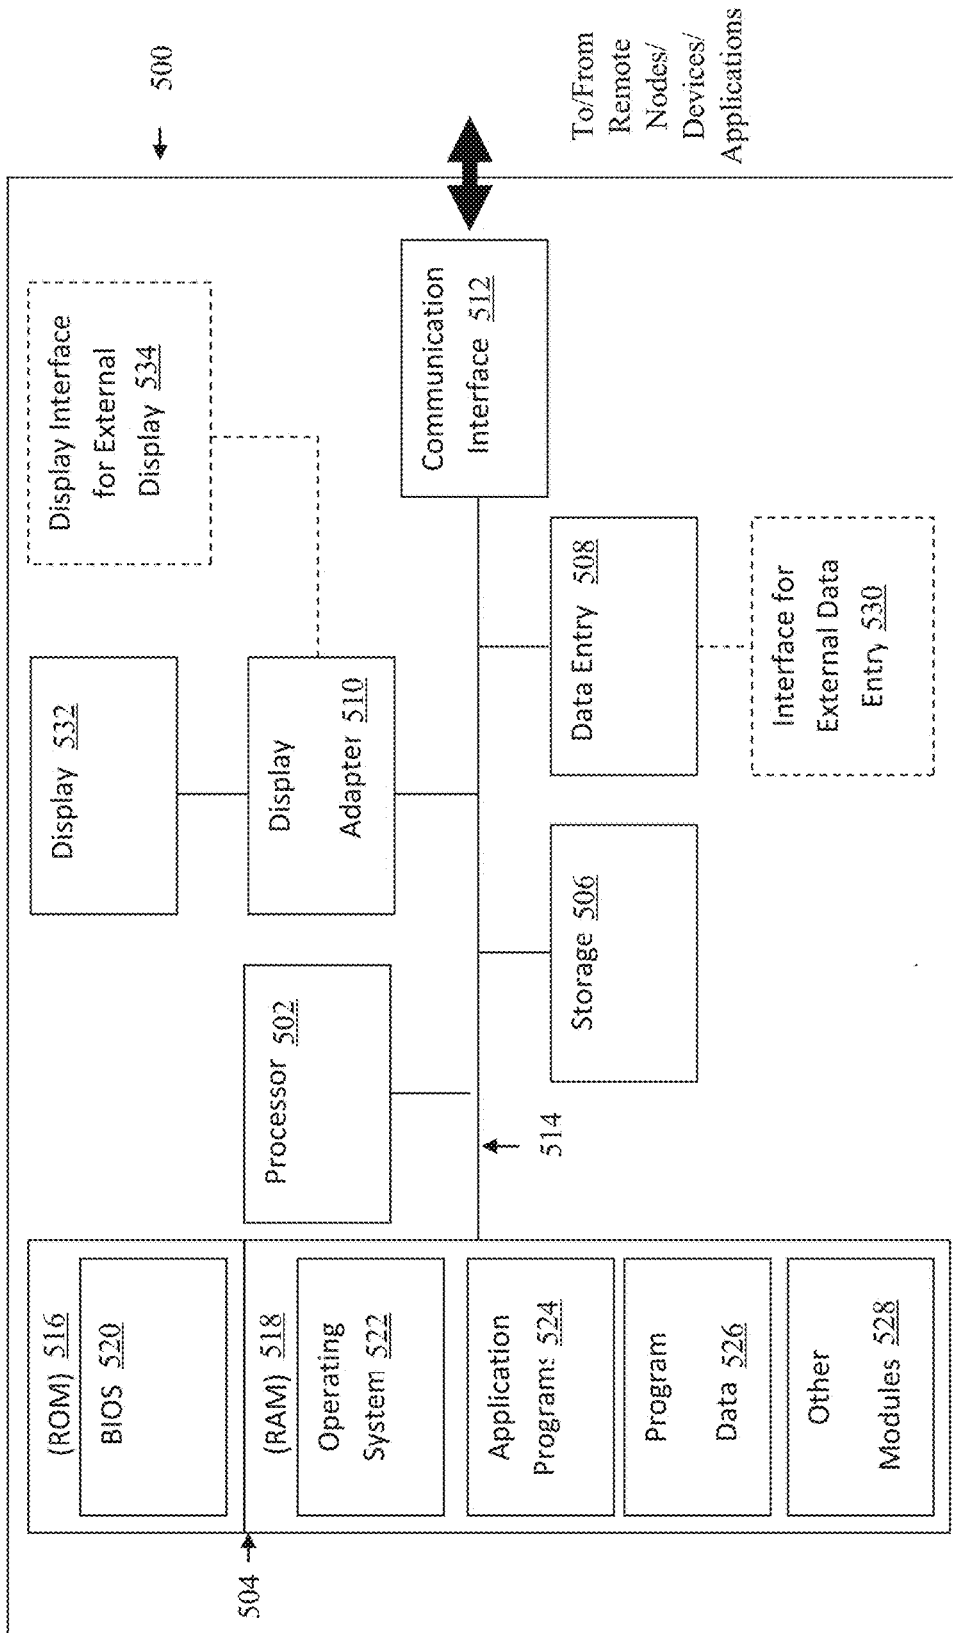 500
To/From
Remote
Nodes/
Devices/
Applications
(ROM) 516
BIOS 520
504
(RAM) 518
Operating
System 522
Application
Programs 524
Program
Data 526
Other
Modules 528
Processor 502
514
Display 532
Display
Adapter 510
Display Interface
for External
Display 534
Storage 506
Data Entry 508
Interface for
External Data
Entry 530
Communication
Interface 512